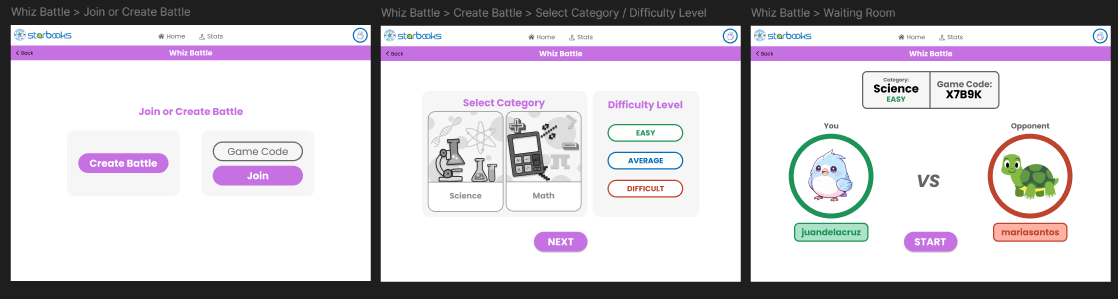 Whiz Battle > Join or Create Battle
starbooks
Home
Stats
< Back
Whiz Battle
Join or Create Battle
Create Battle
Game Code
Join
Whiz Battle > Create Battle > Select Category / Difficulty Level
starbooks
Home
Stats
< Back
Whiz Battle
Select Category
Science
Math
Difficulty Level
EASY
AVERAGE
DIFFICULT
NEXT
Whiz Battle > Waiting Room
starbooks
Home
Stats
< Back
Whiz Battle
Category:
Science
EASY
Game Code:
X7B9K
You
juandelacruz
VS
Opponent
mariasantos
START